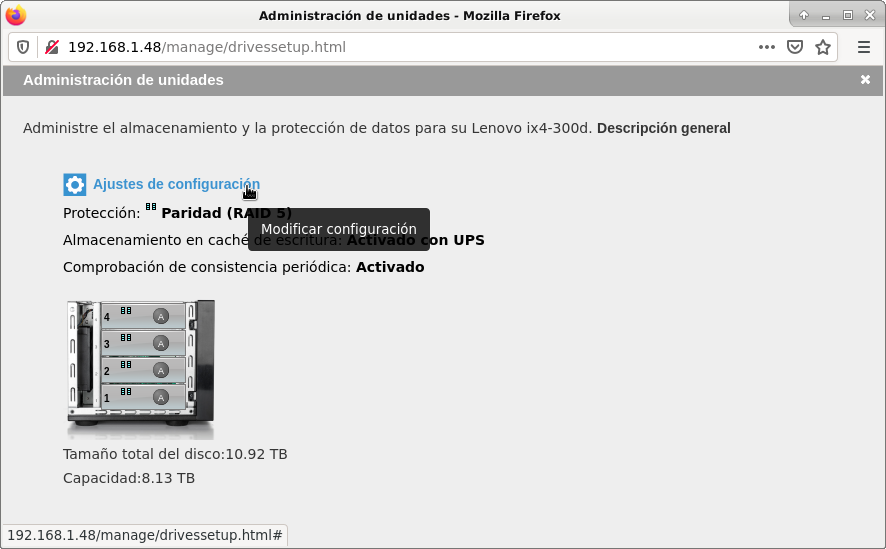 Administración de unidades - Mozilla Firefox
192.168.1.48/manage/drivessetup.html
Administración de unidades
Administre el almacenamiento y la protección de datos para su Lenovo ix4-300d. Descripción general
Ajustes de configuración
Protección: Paridad (RAID 5)
Modificar configuración
Almacenamiento en caché de escritura: Activado con UPS
Comprobación de consistencia periódica: Activado
4 A
3 A
2 A
1 A
Tamaño total del disco:10.92 TB
Capacidad:8.13 TB
192.168.1.48/manage/drivessetup.html#